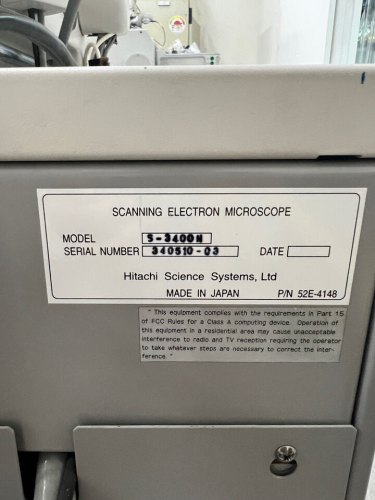 SCANNING ELECTRON MICROSCOPE
MODEL S-3400N
SERIAL NUMBER 340510-03 DATE
Hitachi Science Systems, Ltd
MADE IN JAPAN P/N 52E-4148
" This equipment complies with the requirements in Part 15
of FCC Rules for a Class A computing device. Operation of
this equipment in a residential area may cause unacceptable
interference to radio and TV reception requiring the operator
to take whatever steps are necessary to correct the inter-
ference. "